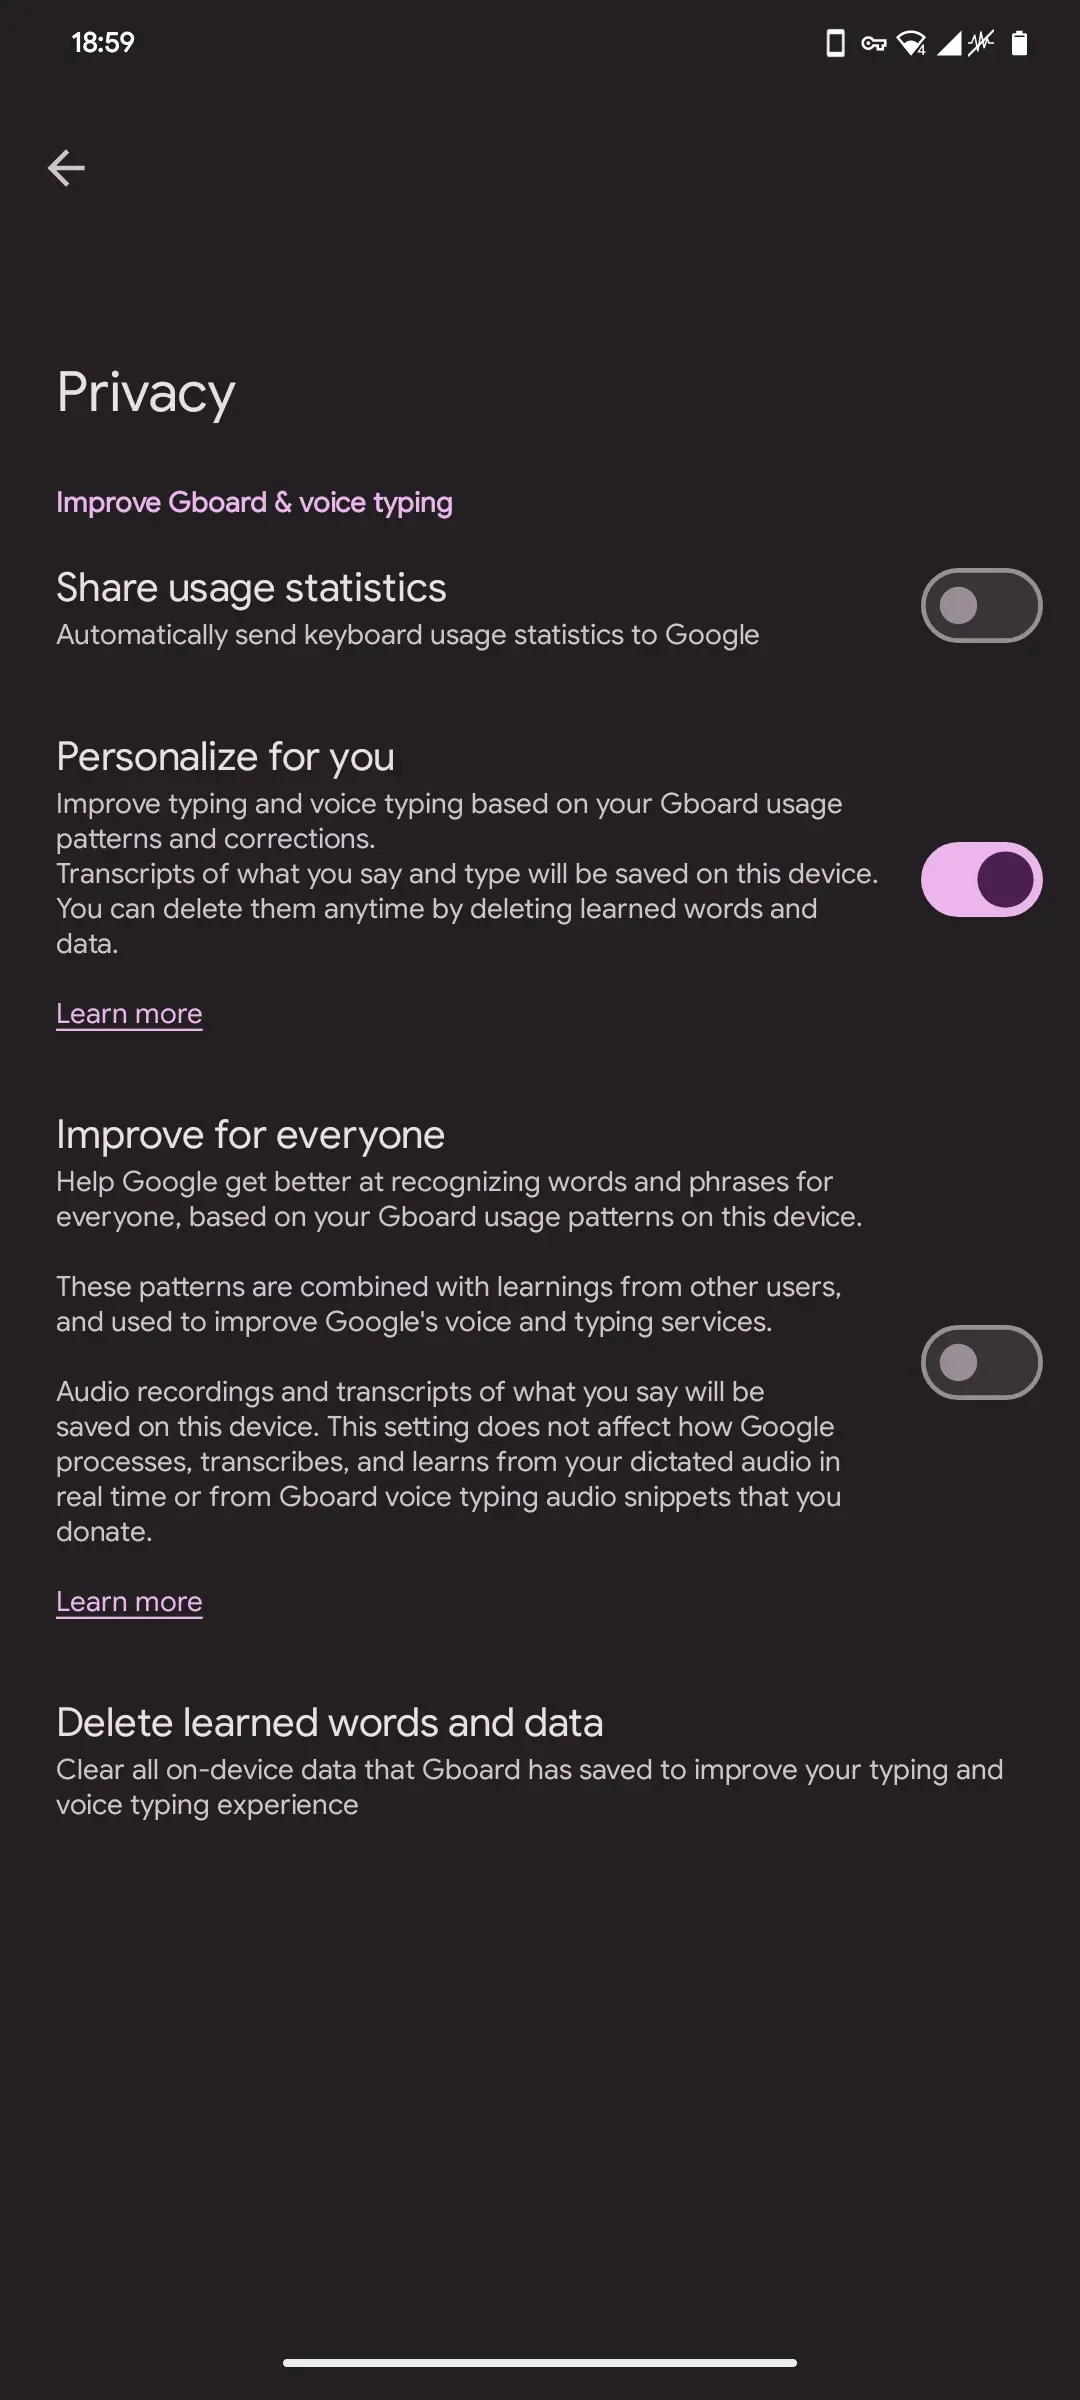 18:59
4
Privacy
Improve Gboard & voice typing
Share usage statistics
Automatically send keyboard usage statistics to Google
Personalize for you
Improve typing and voice typing based on your Gboard usage
patterns and corrections.
Transcripts of what you say and type will be saved on this device.
You can delete them anytime by deleting learned words and
data.
Learn more
Improve for everyone
Help Google get better at recognizing words and phrases for
everyone, based on your Gboard usage patterns on this device.
These patterns are combined with learnings from other users,
and used to improve Google's voice and typing services.
Audio recordings and transcripts of what you say will be
saved on this device. This setting does not affect how Google
processes, transcribes, and learns from your dictated audio in
real time or from Gboard voice typing audio snippets that you
donate.
Learn more
Delete learned words and data
Clear all on-device data that Gboard has saved to improve your typing and
voice typing experience